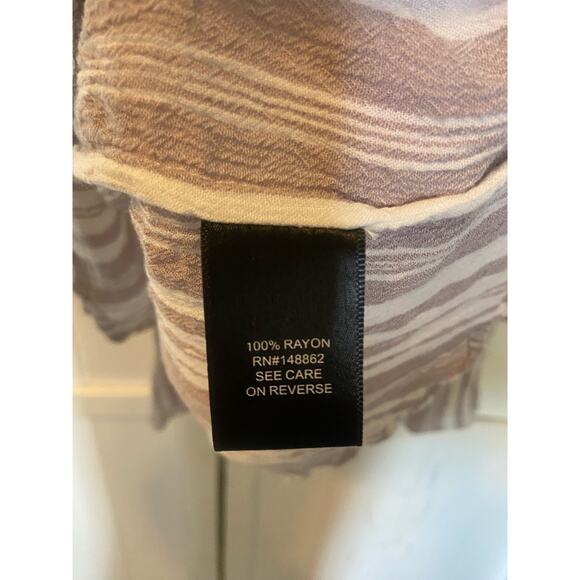 100% RAYON
RN#148862
SEE CARE
ON REVERSE